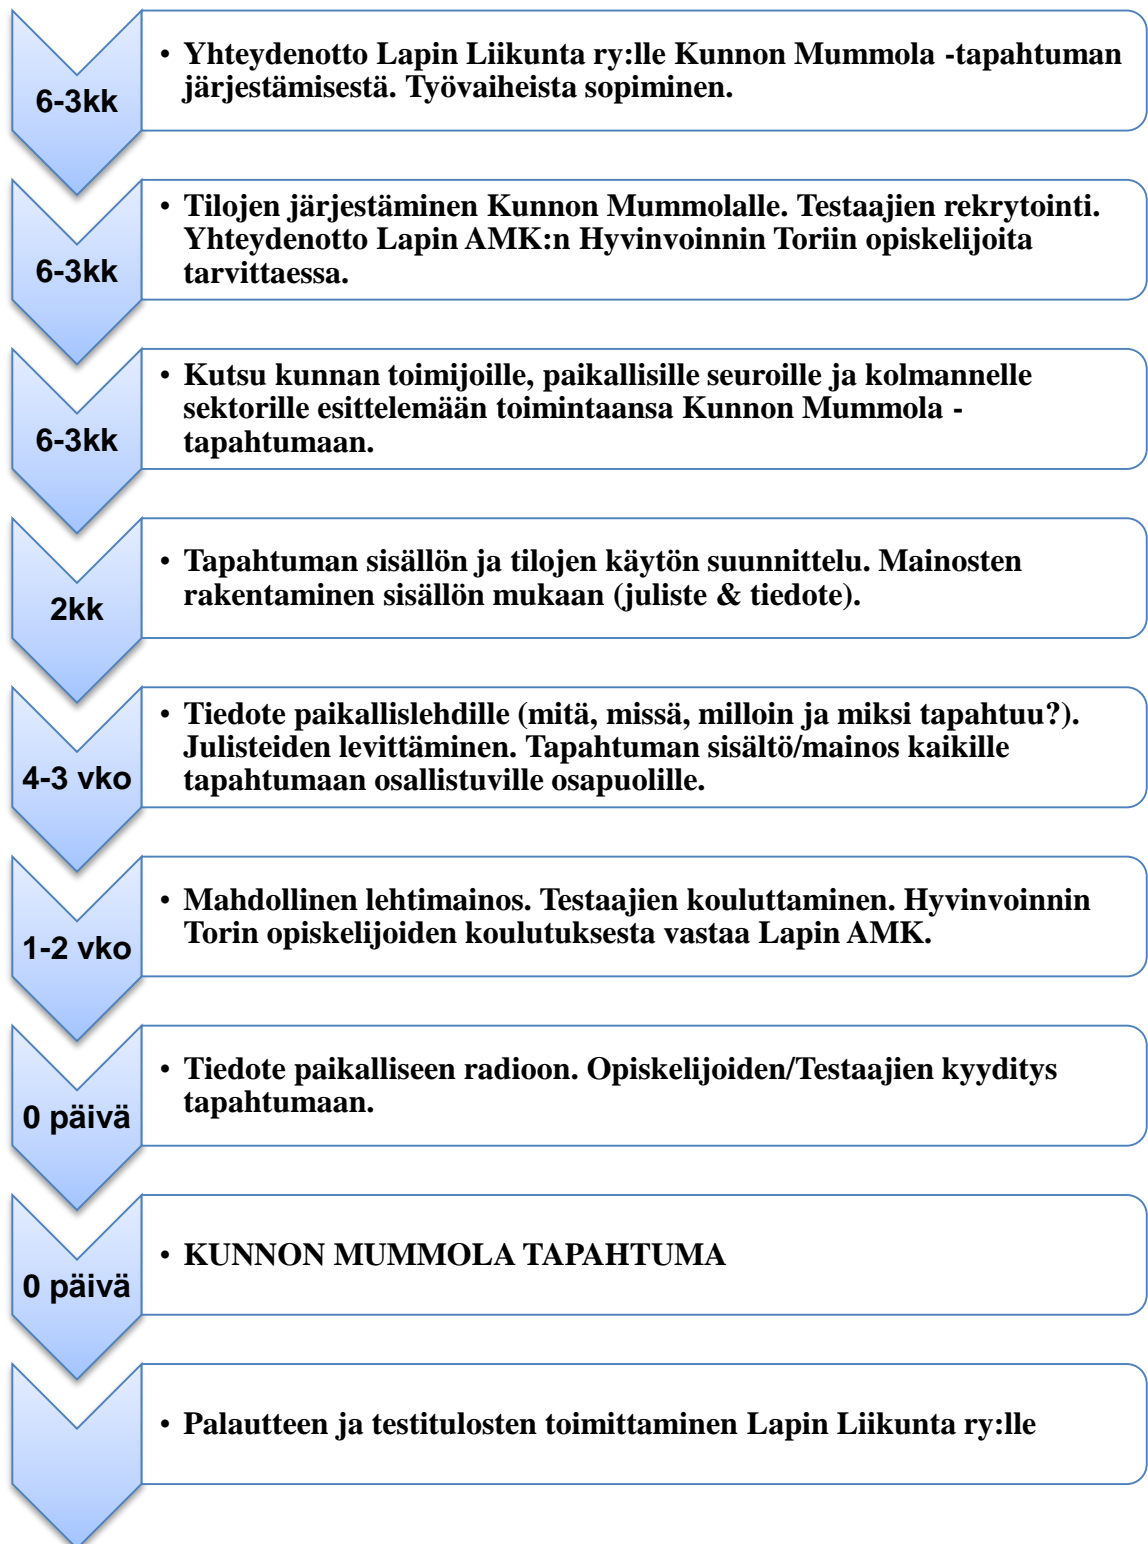 6-3kk
• Yhteydenotto Lapin Liikunta ry:lle Kunnon Mummola -tapahtuman
järjestämisestä. Työvaiheista sopiminen.
6-3kk
• Tilojen järjestäminen Kunnon Mummolalle. Testaajien rekrytointi.
Yhteydenotto Lapin AMK:n Hyvinvoinnin Toriin opiskelijoita
tarvittaessa.
6-3kk
• Kutsu kunnan toimijoille, paikallisille seuroille ja kolmannelle
sektorille esittelemään toimintaansa Kunnon Mummola -
tapahtumaan.
2kk
• Tapahtuman sisällön ja tilojen käytön suunnittelu. Mainosten
rakentaminen sisällön mukaan (juliste & tiedote).
4-3 vko
• Tiedote paikallislehdille (mitä, missä, milloin ja miksi tapahtuu?).
Julisteiden levittäminen. Tapahtuman sisältö/mainos kaikille
tapahtumaan osallistuville osapuolille.
1-2 vko
• Mahdollinen lehtimainos. Testaajien kouluttaminen. Hyvinvoinnin
Torin opiskelijoiden koulutuksesta vastaa Lapin AMK.
0 päivä
• Tiedote paikalliseen radioon. Opiskelijoiden/Testaajien kyyditys
tapahtumaan.
0 päivä
• KUNNON MUMMOLA TAPAHTUMA
• Palautteen ja testitulosten toimittaminen Lapin Liikunta ry:lle